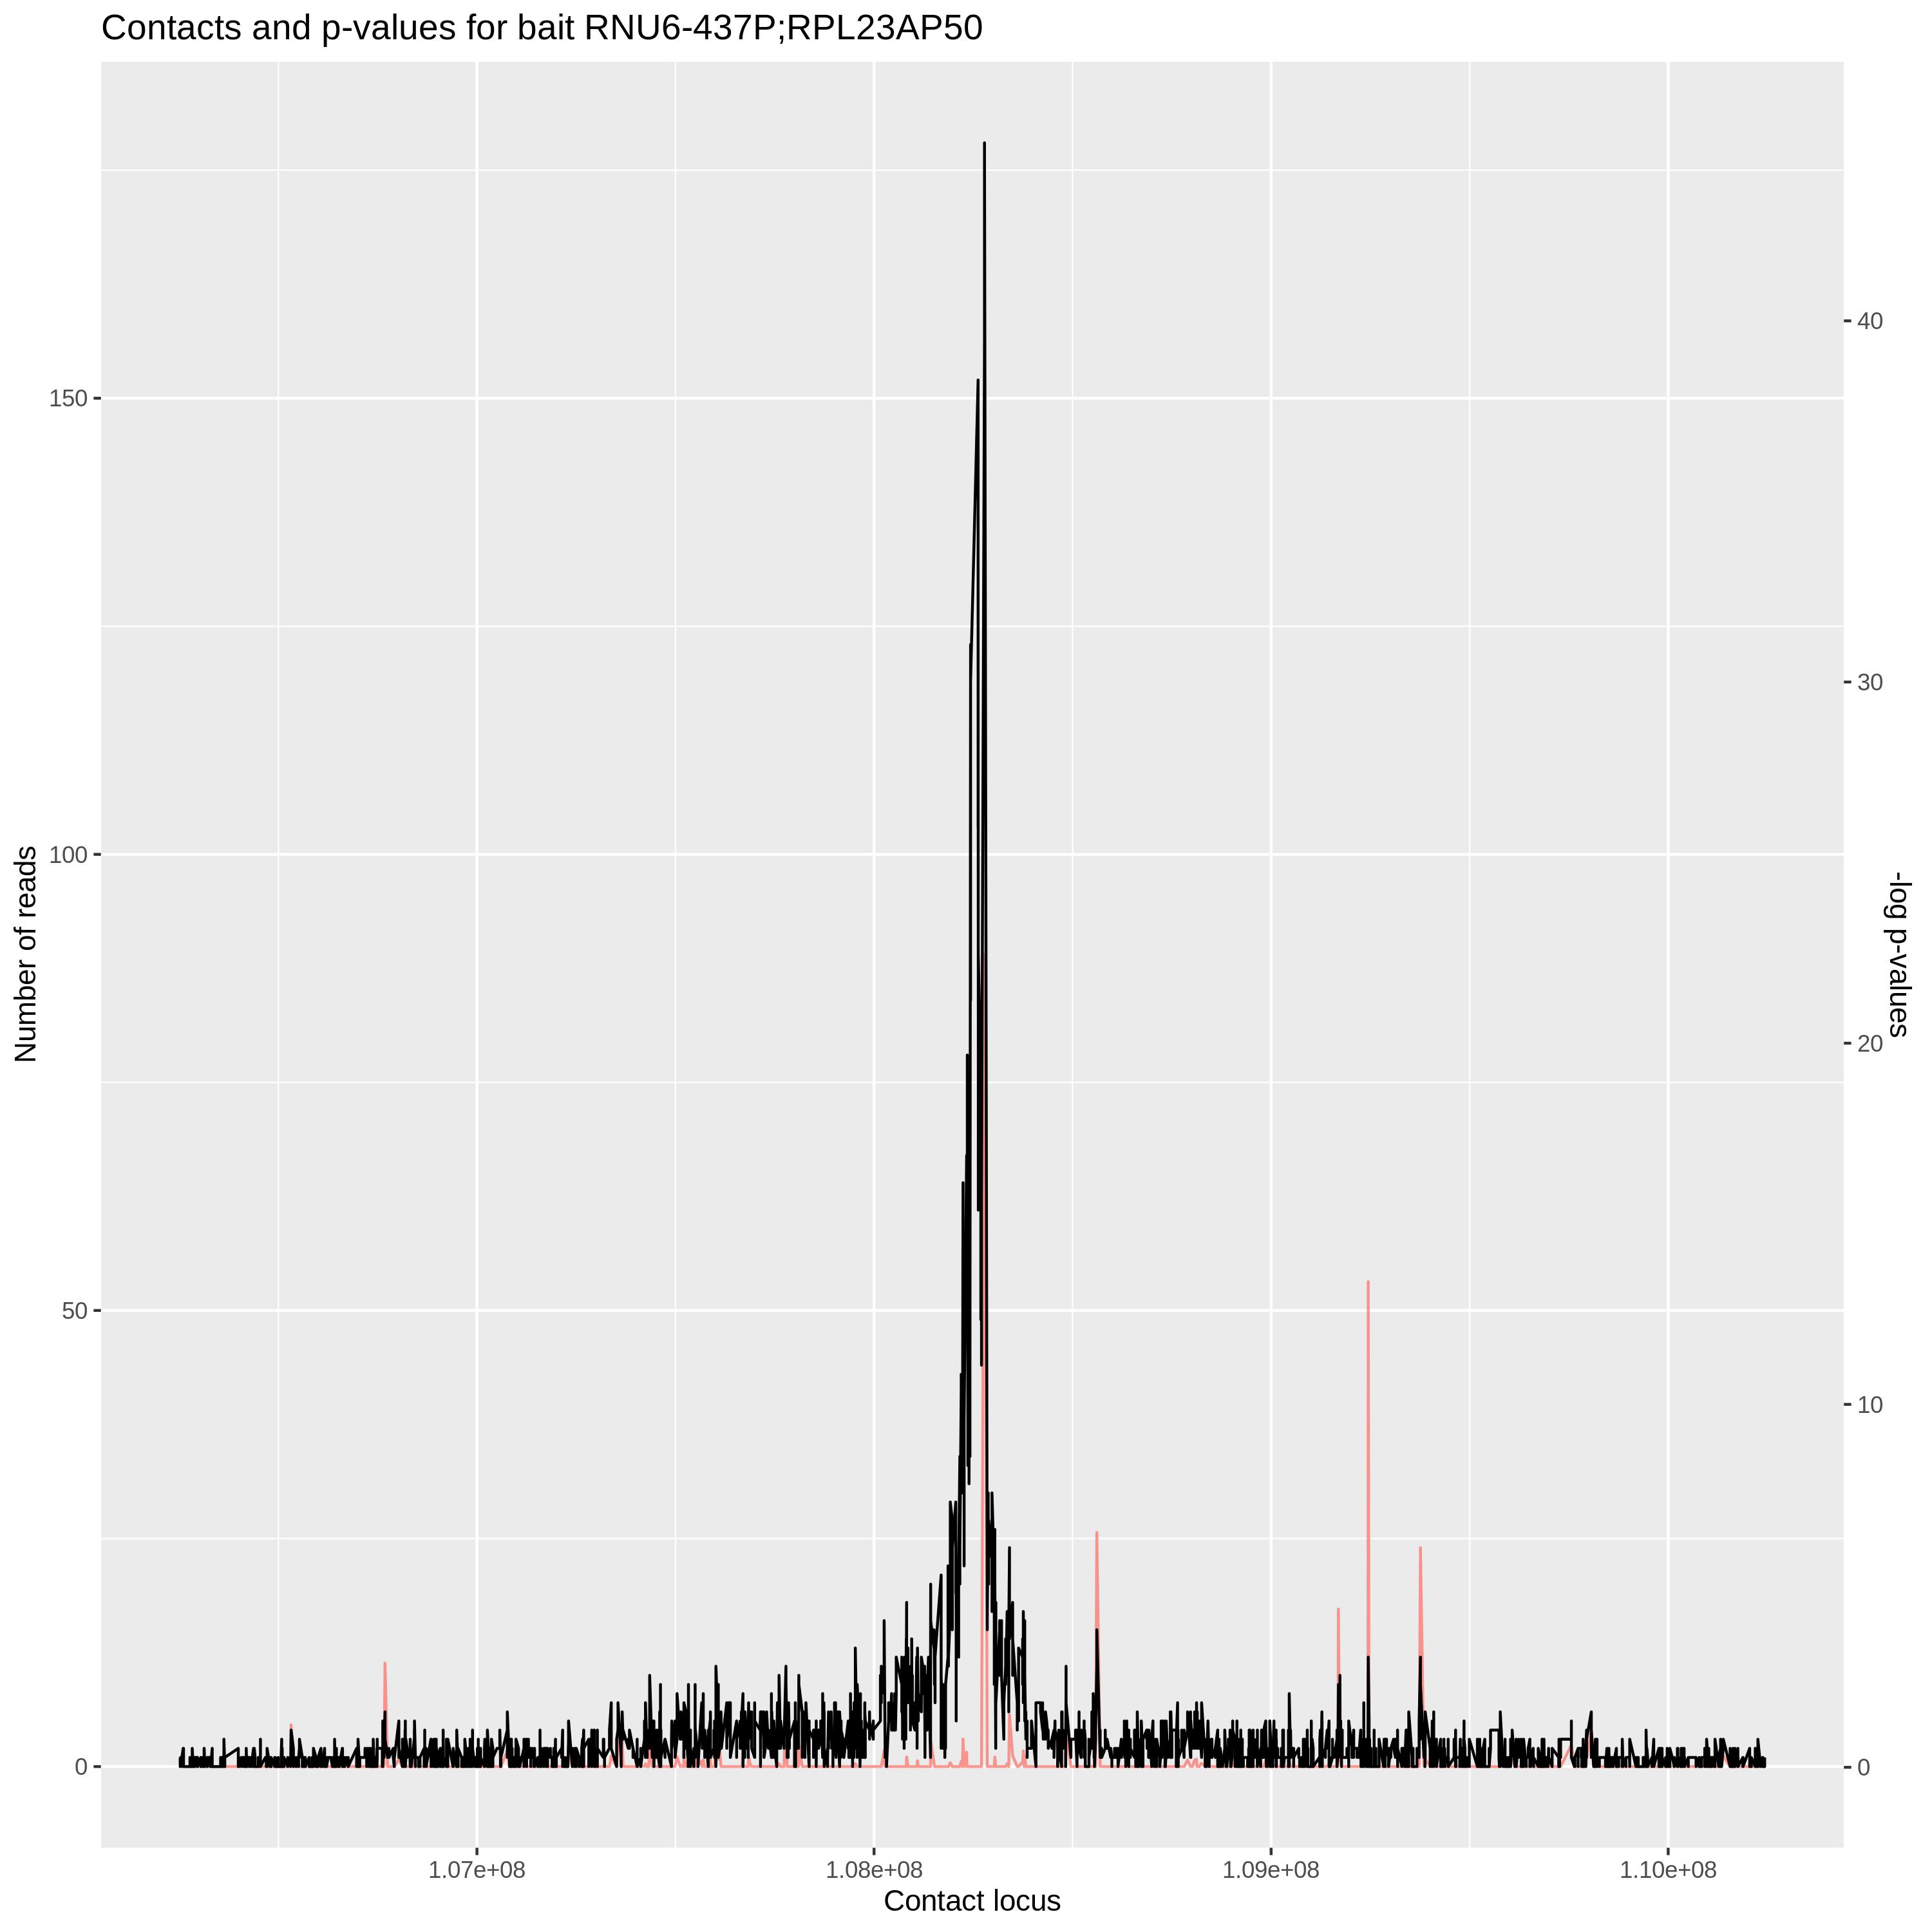 Contacts and p-values for bait RNU6-437P;RPL23AP50
150
100
50
0
Number of reads
40
30
20
10
0
-log p-values
1.07e+08
1.08e+08
1.09e+08
1.10e+08
Contact locus